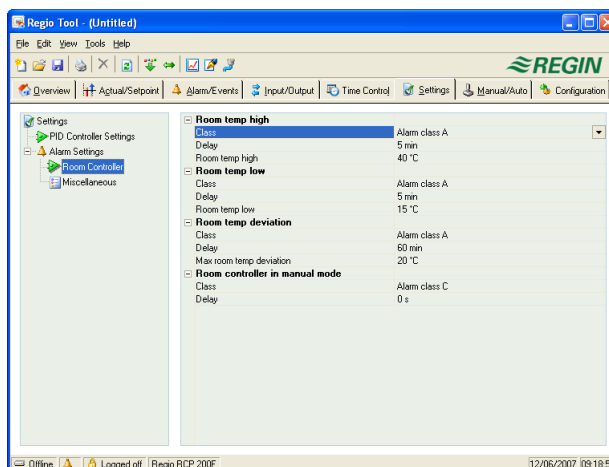 Regio Tool - (Untitled)
File Edit View Tools Help
REGIN
Overview Actual/Setpoint Alarm/Events Input/Output Time Control Settings Manual/Auto Configuration
Settings
PID Controller Settings
Alarm Settings
Room Controller
Miscellaneous
Room temp high
Class Alarm class A
Delay 5 min
Room temp high 40 °C
Room temp low
Class Alarm class A
Delay 5 min
Room temp low 15 °C
Room temp deviation
Class Alarm class A
Delay 60 min
Max room temp deviation 20 °C
Room controller in manual mode
Class Alarm class C
Delay 0 s
Offline Logged off Regio RCP 200F 12/06/2007 09:18:5